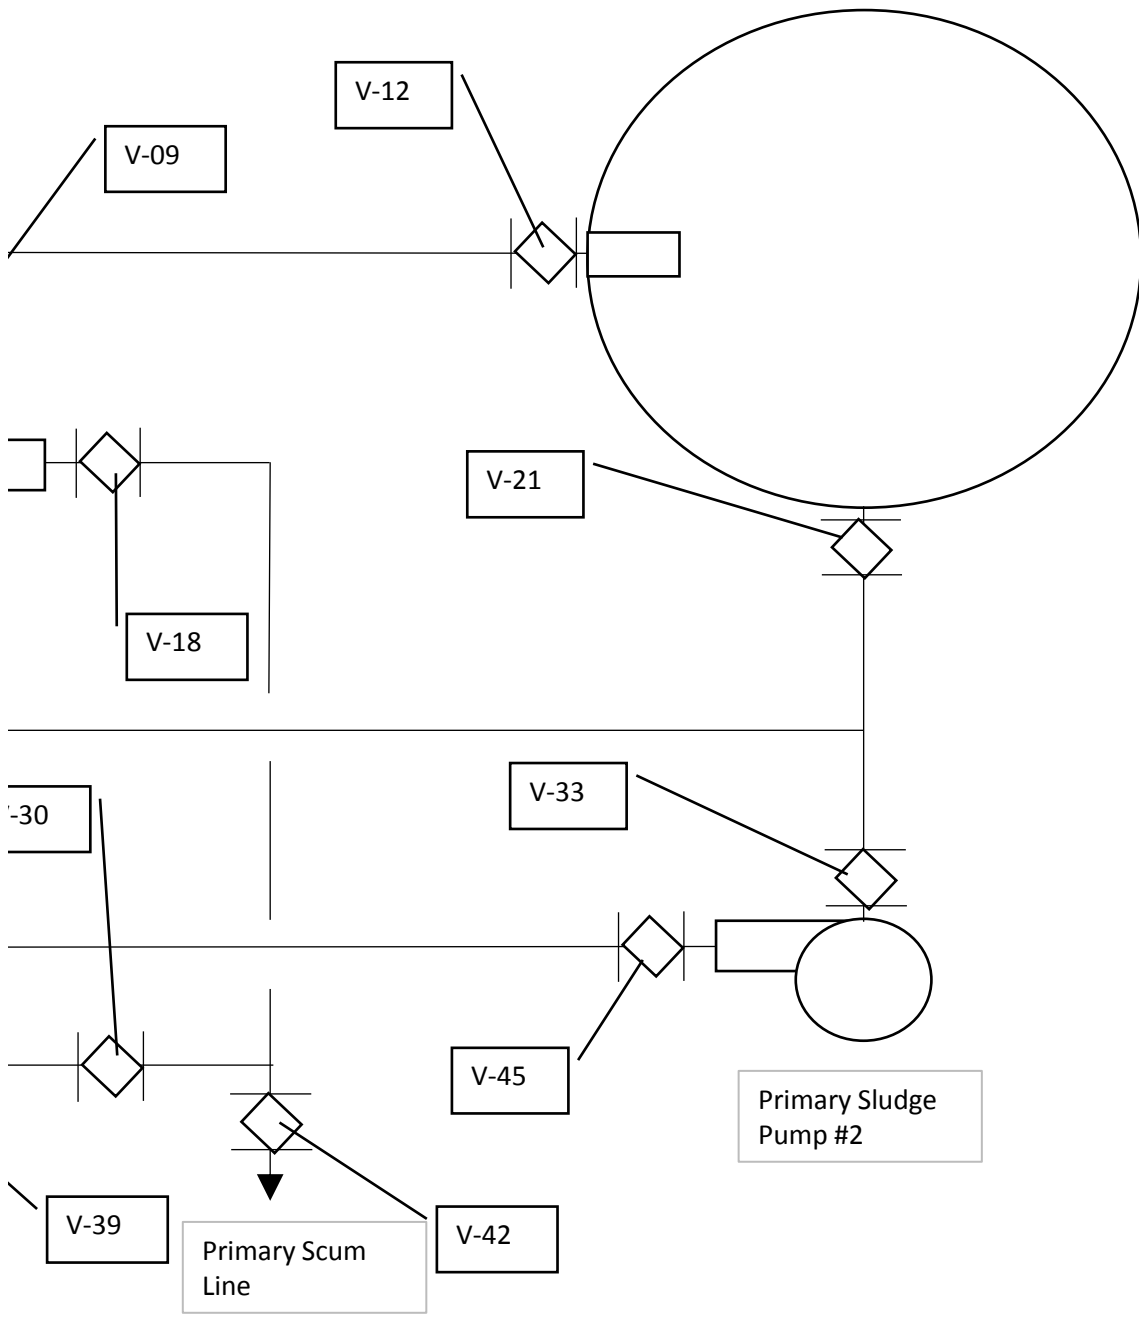 V-12
V-09
V-21
V-18
V-33
-30
V-45
Primary Sludge
Pump #2
V-39
V-42
Primary Scum
Line